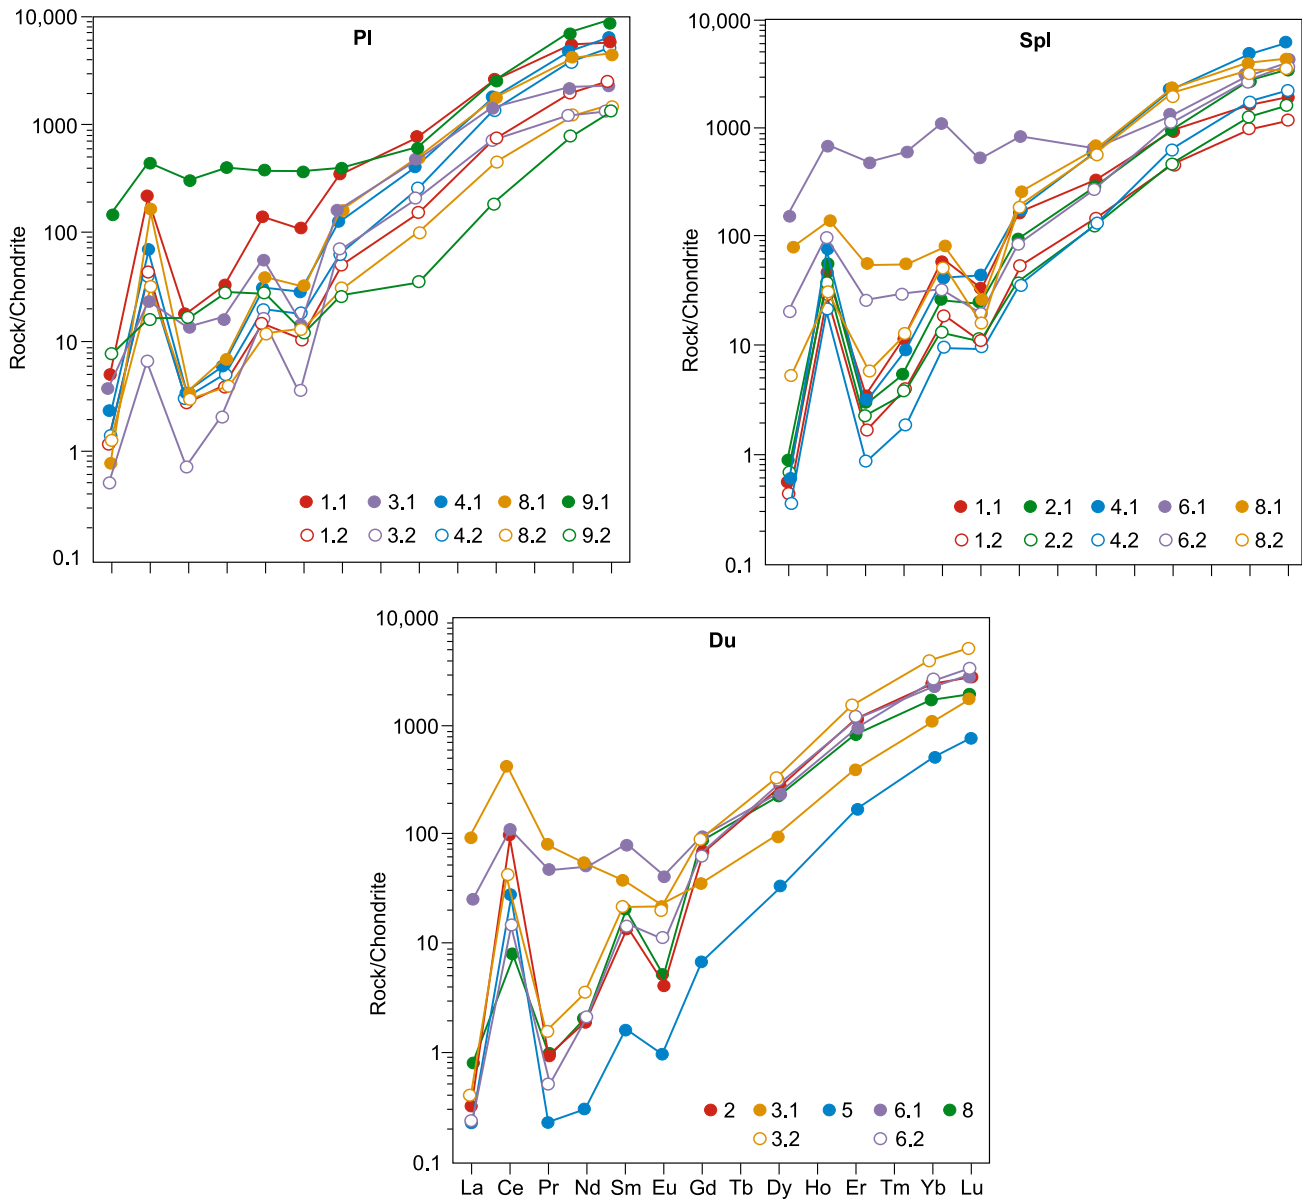 Pl
10,000
1000
100
10
1
0.1
Rock/Chondrite
1.1 3.1 4.1 8.1 9.1
1.2 3.2 4.2 8.2 9.2
Spl
10,000
1000
100
10
1
0.1
Rock/Chondrite
1.1 2.1 4.1 6.1 8.1
1.2 2.2 4.2 6.2 8.2
Du
10,000
1000
100
10
1
0.1
Rock/Chondrite
2 3.1 5 6.1 8
3.2 6.2
La Ce Pr Nd Sm Eu Gd Tb Dy Ho Er Tm Yb Lu